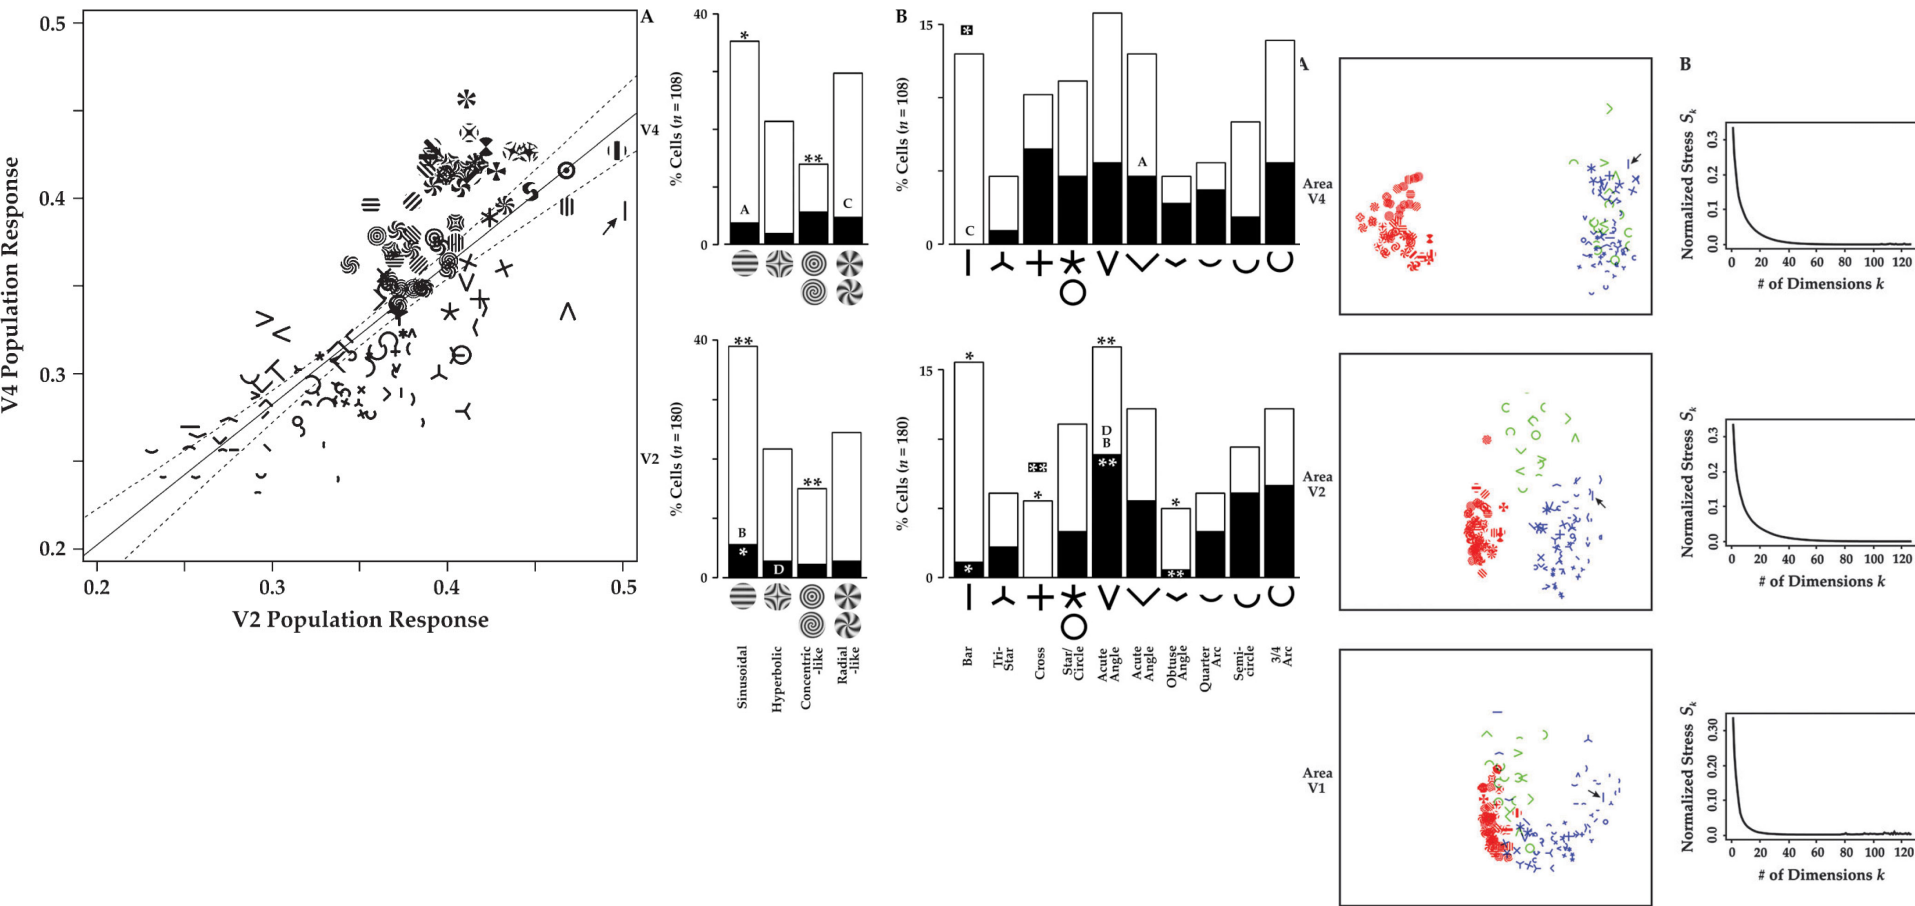 0.5
0.4
0.3
0.2
V4 Population Response
0.2
0.3
0.4
0.5
V2 Population Response
A
V4
V2
40
0
% Cells (n = 108)
*
**
A
C
40
0
% Cells (n = 180)
**
**
B
*
D
Sinusoidal
Hyperbolic
Concentric
-like
Radial
-like
B
15
0
% Cells (n = 108)
**
C
A
15
0
% Cells (n = 180)
*
*
**
*
**
D
B
**
*
**
Bar
Tri-
Star
Cross
Star/
Circle
Acute
Angle
Acute
Angle
Obtuse
Angle
Quarter
Arc
Semi-
circle
3/4
Arc
A
Area
V4
Area
V2
Area
V1
B
Normalized Stress Sk
0.3
0.2
0.1
0.0
0 20 40 60 80 100 120
# of Dimensions k
Normalized Stress Sk
0.3
0.2
0.1
0.0
0 20 40 60 80 100 120
# of Dimensions k
Normalized Stress Sk
0.30
0.20
0.10
0.0
0 20 40 60 80 100 120
# of Dimensions k